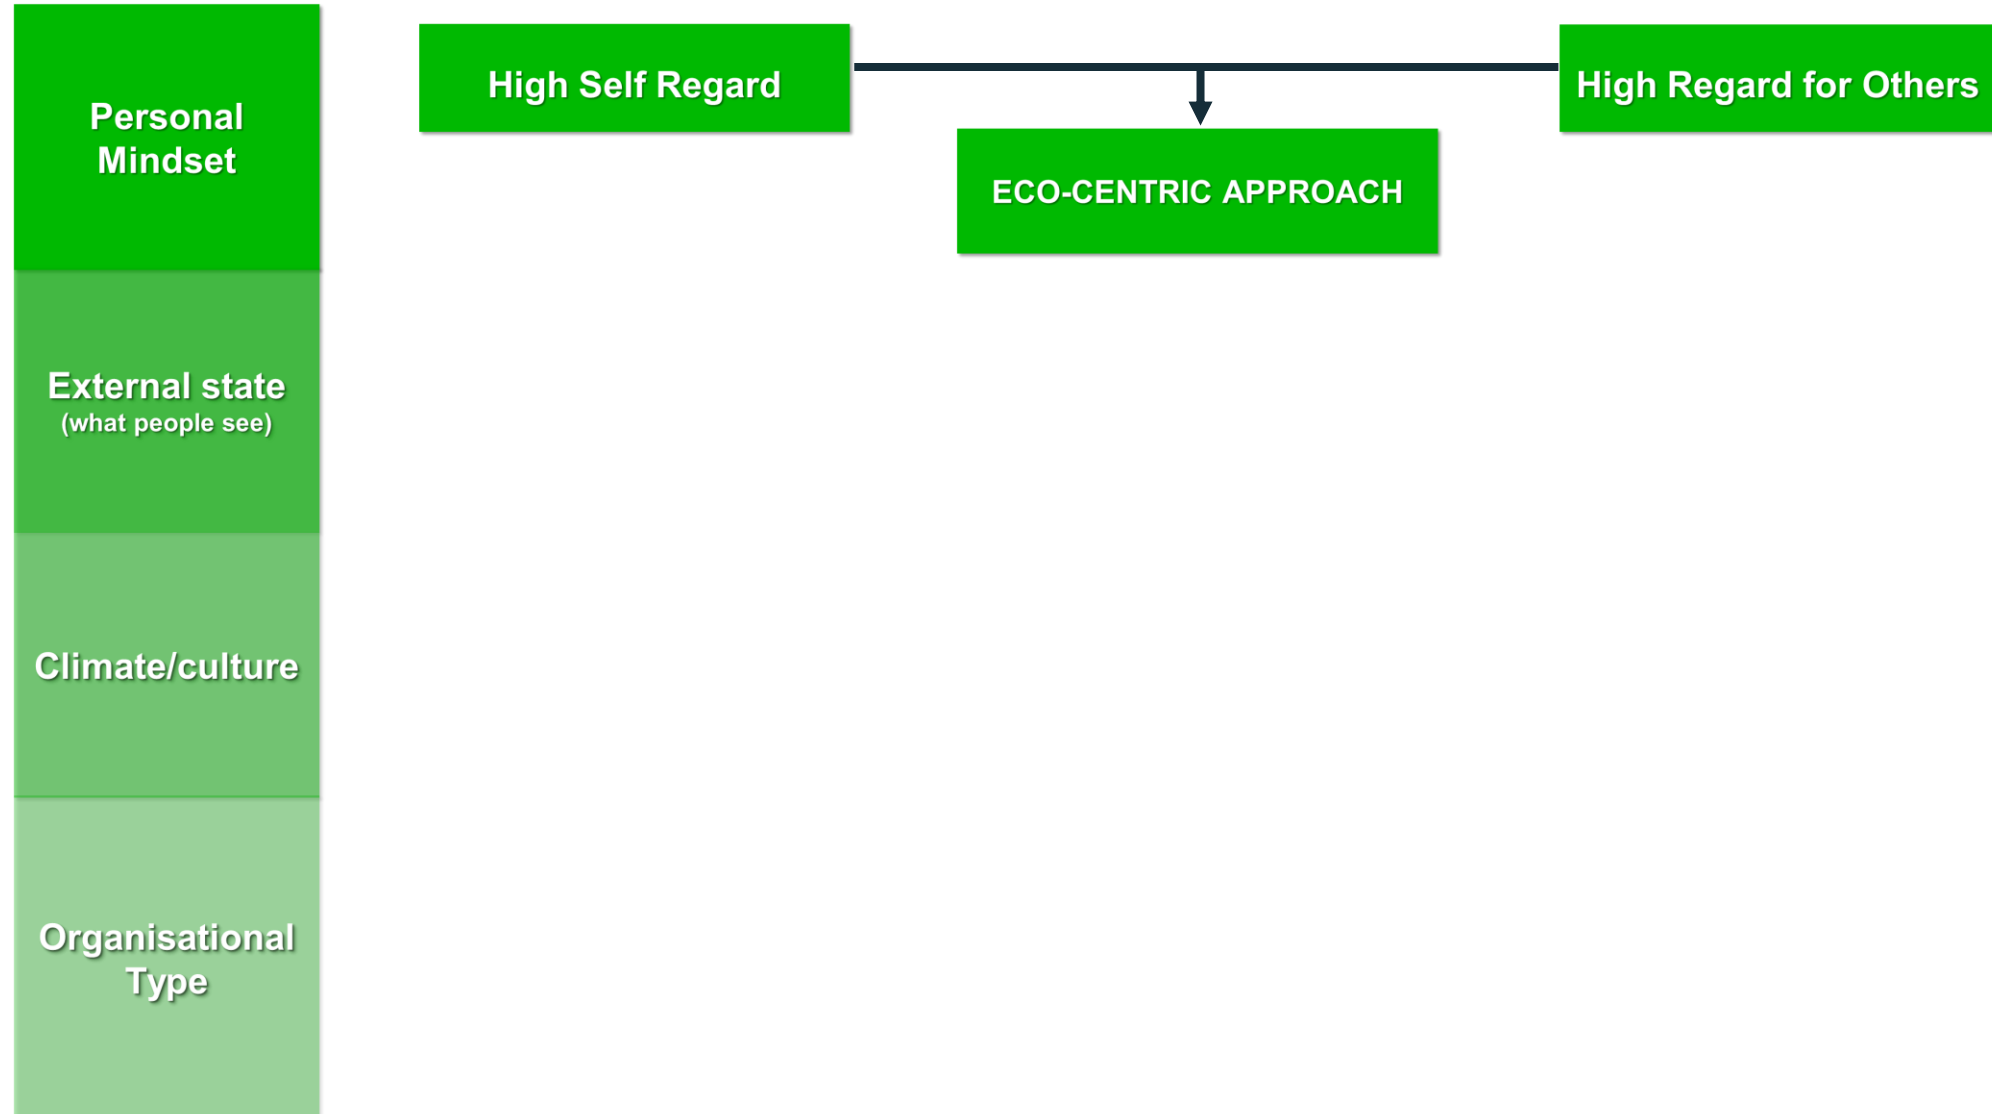 Personal
Mindset
High Self Regard
High Regard for Others
ECO-CENTRIC APPROACH
External state
(what people see)
Climate/culture
Organisational
Type